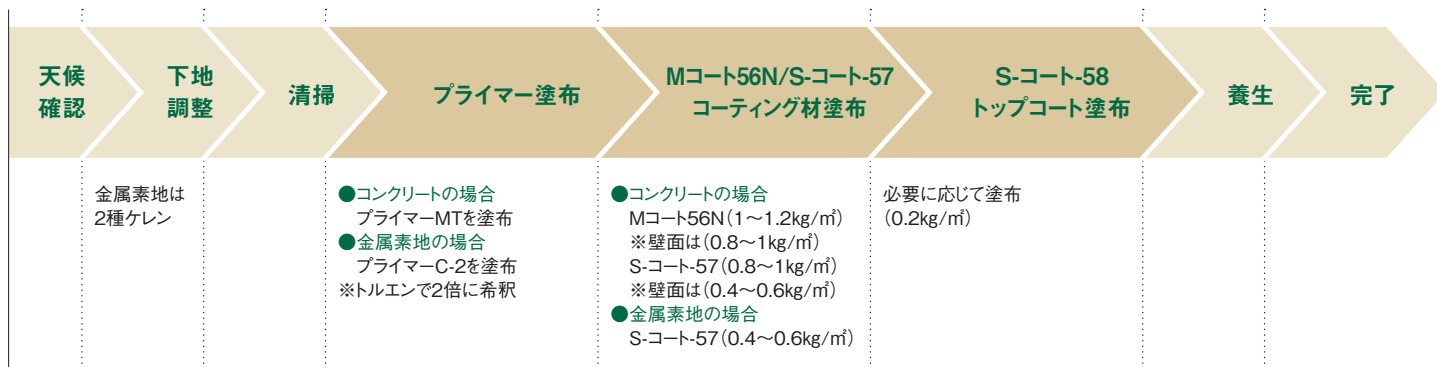 天候
確認
下地
調整
清掃
プライマー塗布
Mコート56N/S-コート-57
コーティング材塗布
S-コート-58
トップコート塗布
養生
完了
金属素地は
2種ケレン
●コンクリートの場合
プライマーMTを塗布
●金属素地の場合
プライマーC-2を塗布
※トルエンで2倍に希釈
●コンクリートの場合
Mコート56N（1〜1.2kg/㎡）
※壁面は（0.8〜1kg/㎡）
S-コート-57（0.8〜1kg/㎡）
※壁面は（0.4〜0.6kg/㎡）
●金属素地の場合
S-コート-57（0.4〜0.6kg/㎡）
必要に応じて塗布
（0.2kg/㎡）